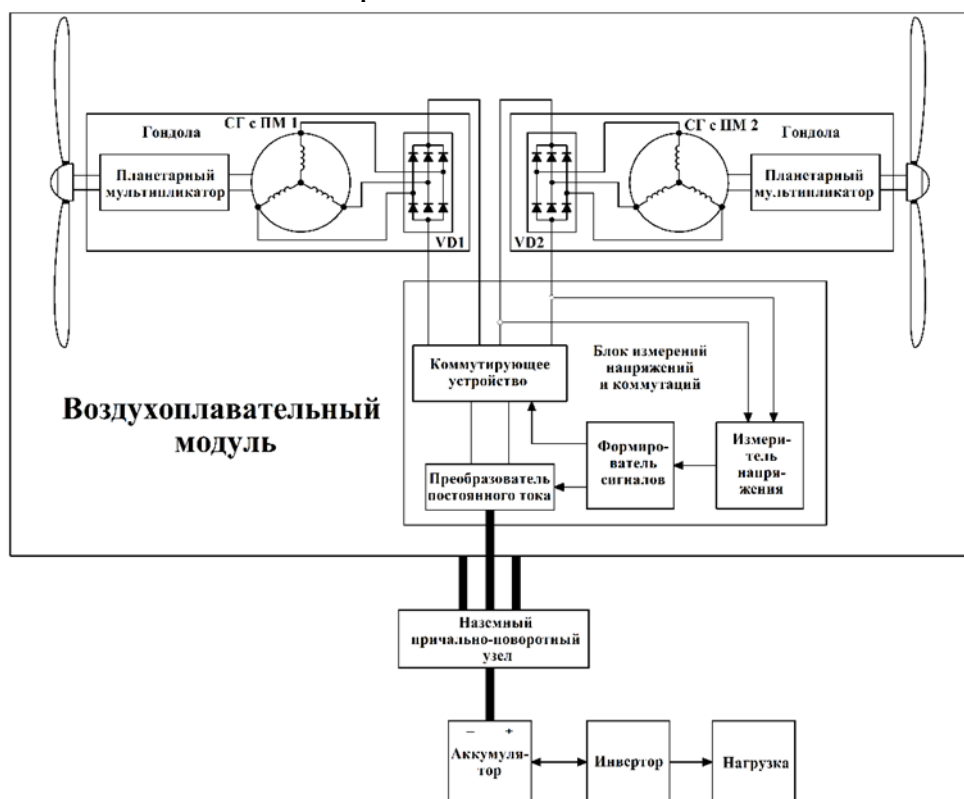 Гондола
СГ с ПМ 1
СГ с ПМ 2
Гондола
Планетарный
мультипликатор
Планетарный
мультипликатор
VD1
VD2
Коммутирующее
устройство
Блок измерений
напряжений
и коммутаций
Воздухоплавательный
модуль
Формиро-
ватель
сигналов
Измери-
тель
напря-
жения
Преобразователь
постоянного тока
Наземный
причально-поворотный
узел
– +
Аккумуля-
тор
Инвертор
Нагрузка